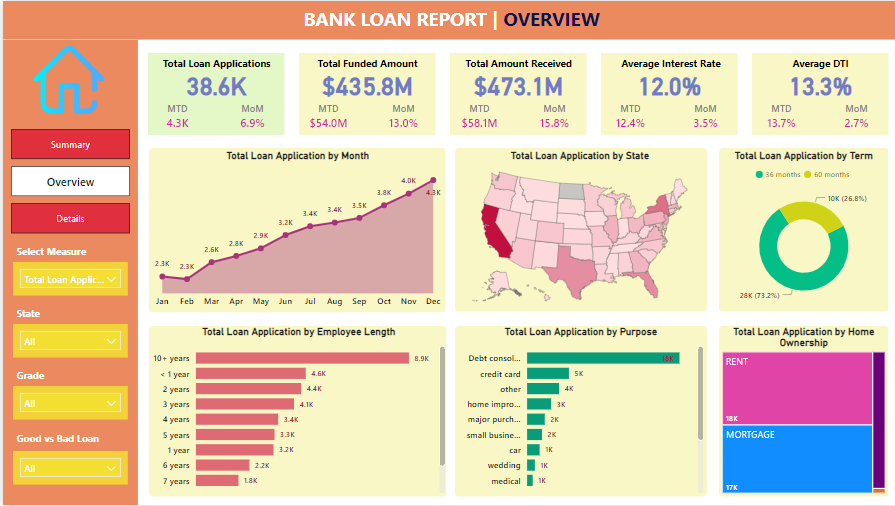 BANK LOAN REPORT | OVERVIEW
Summary
Overview
Details
Select Measure
Total Loan Applic...
State
All
Grade
All
Good vs Bad Loan
All
Total Loan Applications
38.6K
MTD MoM
4.3K 6.9%
Total Funded Amount
$435.8M
MTD MoM
$54.0M 13.0%
Total Amount Received
$473.1M
MTD MoM
$58.1M 15.8%
Average Interest Rate
12.0%
MTD MoM
12.4% 3.5%
Average DTI
13.3%
MTD MoM
13.7% 2.7%
Total Loan Application by Month
2.3K 2.3K 2.6K 2.8K 2.9K 3.2K 3.4K 3.4K 3.5K 3.8K 4.0K 4.3K
Jan Feb Mar Apr May Jun Jul Aug Sep Oct Nov Dec
Total Loan Application by State
Total Loan Application by Term
36 months 60 months
10K (26.8%)
28K (73.2%)
Total Loan Application by Employee Length
10+ years 8.9K
< 1 year 4.6K
2 years 4.4K
3 years 4.1K
4 years 3.4K
5 years 3.3K
1 year 3.2K
6 years 2.2K
7 years 1.8K
Total Loan Application by Purpose
Debt consol... 18K
credit card 5K
other 4K
home impro... 3K
major purch... 2K
small busine... 2K
car 1K
wedding 1K
medical 1K
Total Loan Application by Home
Ownership
RENT
18K
MORTGAGE
17K